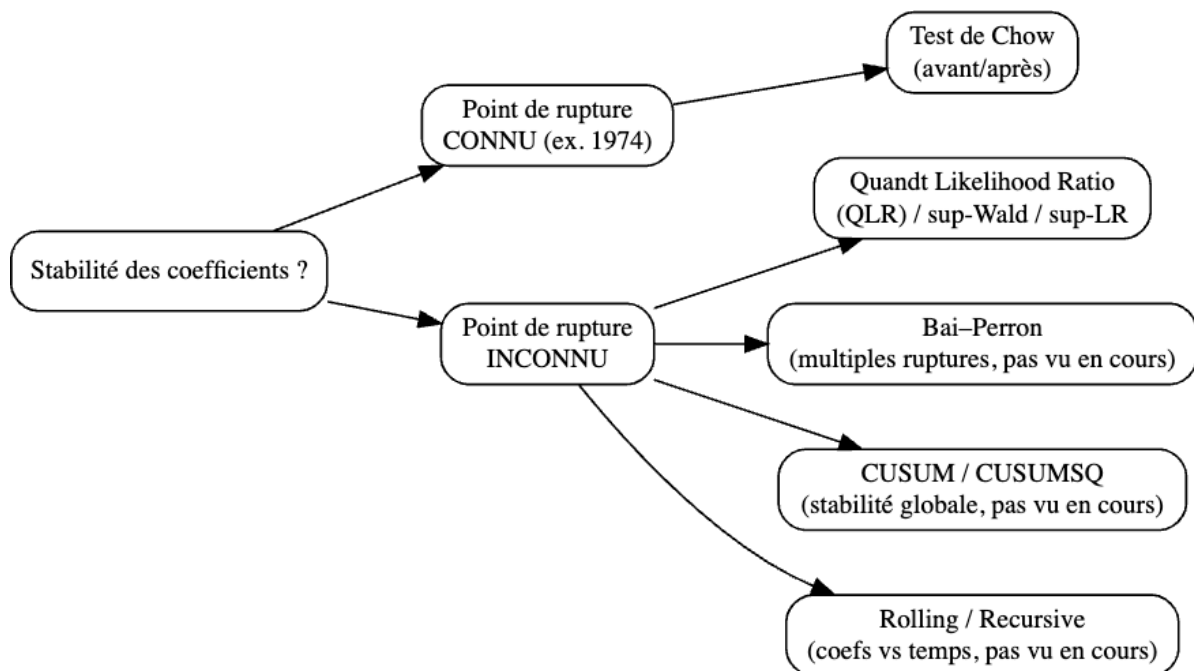 Stabilité des coefficients ?
Point de rupture
CONNU (ex. 1974)
Test de Chow
(avant/après)
Point de rupture
INCONNU
Quandt Likelihood Ratio
(QLR) / sup-Wald / sup-LR
Bai–Perron
(multiples ruptures, pas vu en cours)
CUSUM / CUSUMSQ
(stabilité globale, pas vu en cours)
Rolling / Recursive
(coefs vs temps, pas vu en cours)